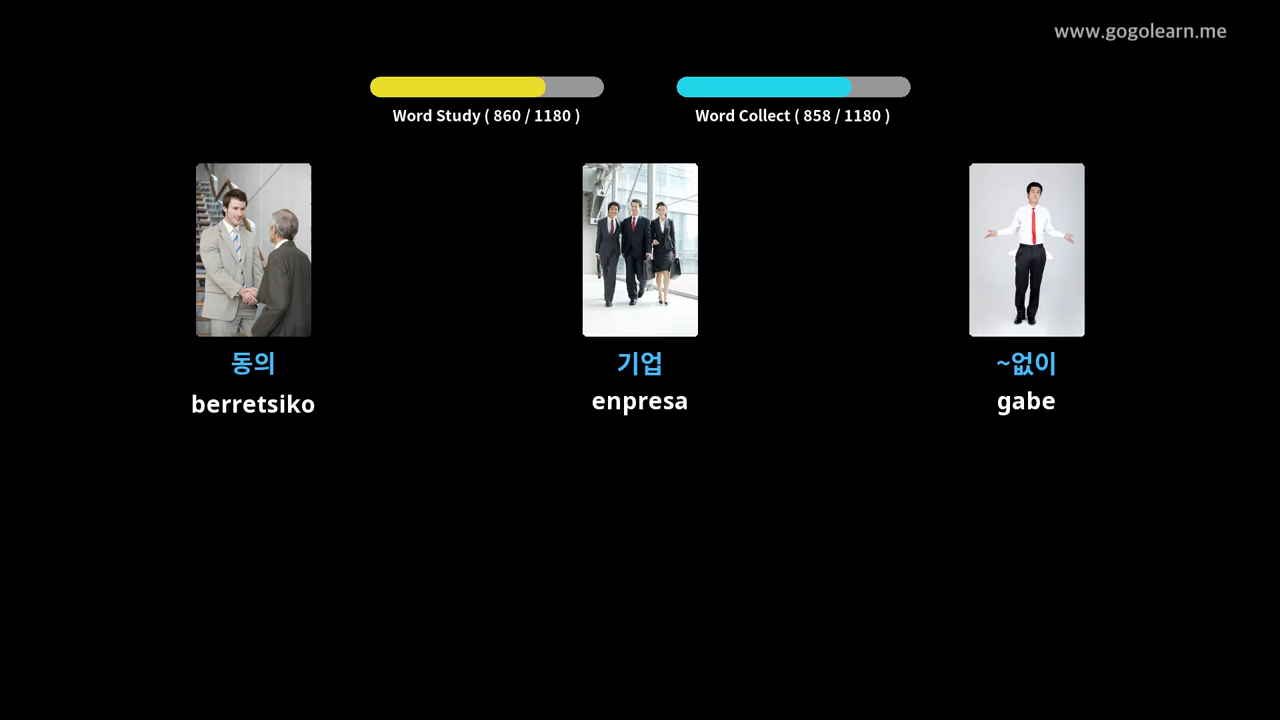 www.gogolearn.me
Word Study ( 860 / 1180 )
Word Collect ( 858 / 1180 )
동의
기업
~없이
berretsiko
enpresa
gabe